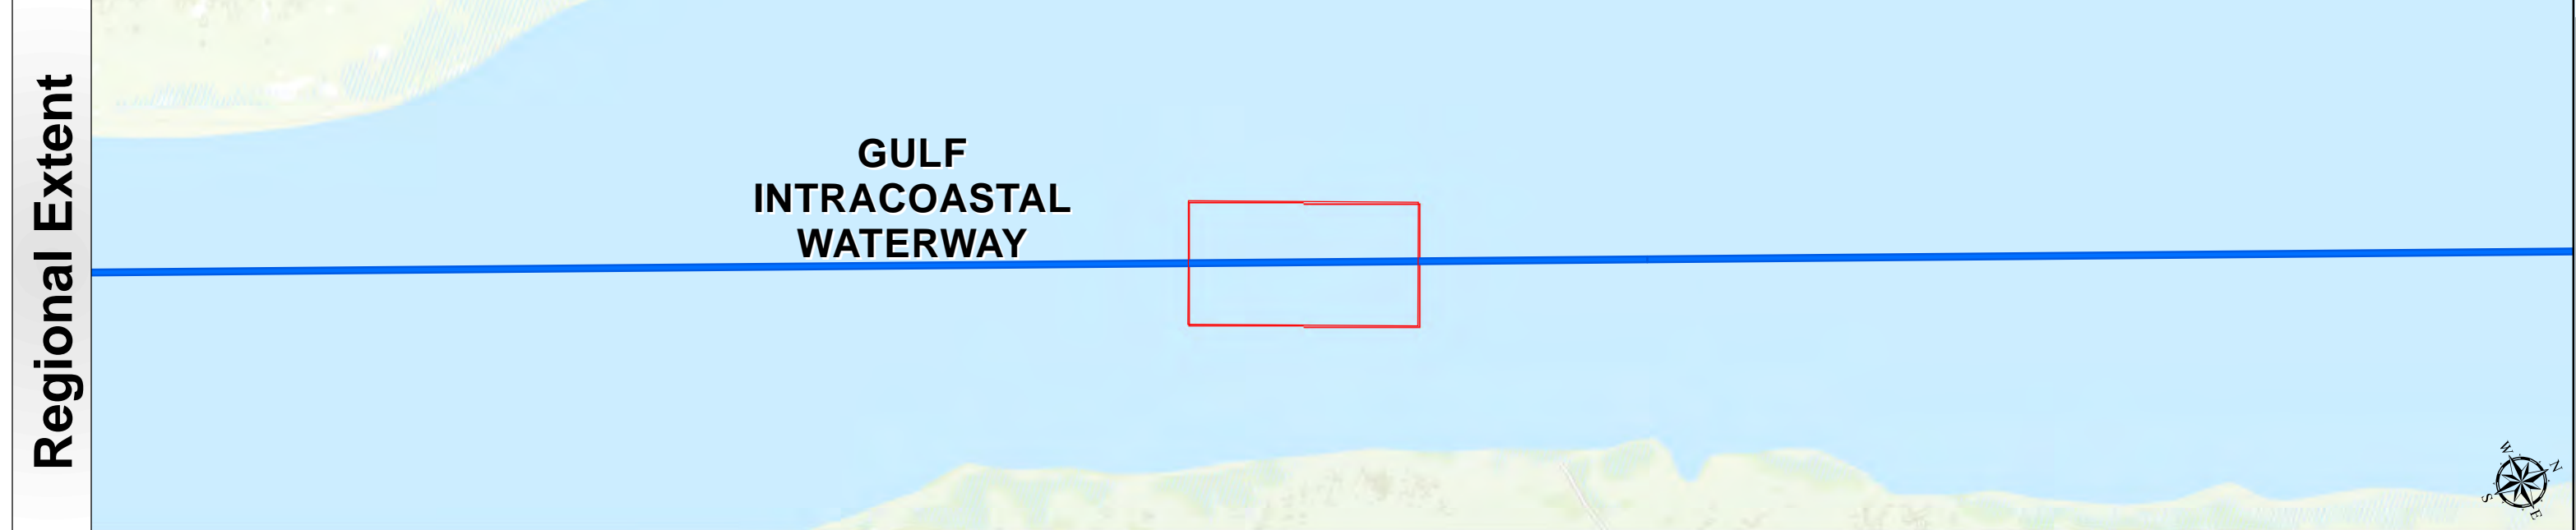 Regional Extent
GULF
INTRACOASTAL
WATERWAY
W
N
S
E